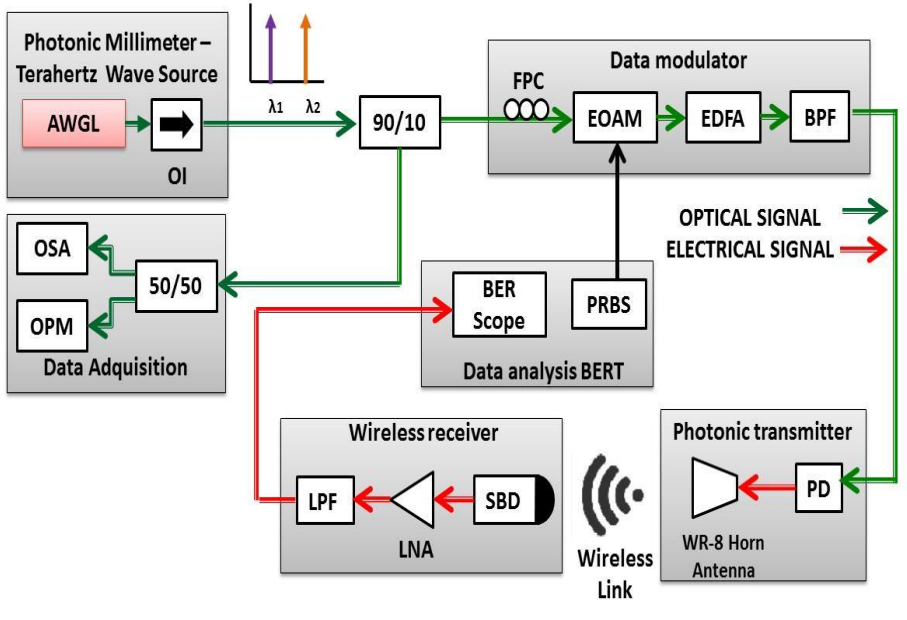 Photonic Millimeter–
Terahertz Wave Source
AWGL
OI
λ1 λ2
90/10
Data modulator
FPC
EOAM
EDFA
BPF
OPTICAL SIGNAL
ELECTRICAL SIGNAL
OSA
50/50
OPM
Data Adquisition
BER
Scope
PRBS
Data analysis BERT
Wireless receiver
LPF
LNA
SBD
Wireless
Link
Photonic transmitter
PD
WR-8 Horn
Antenna